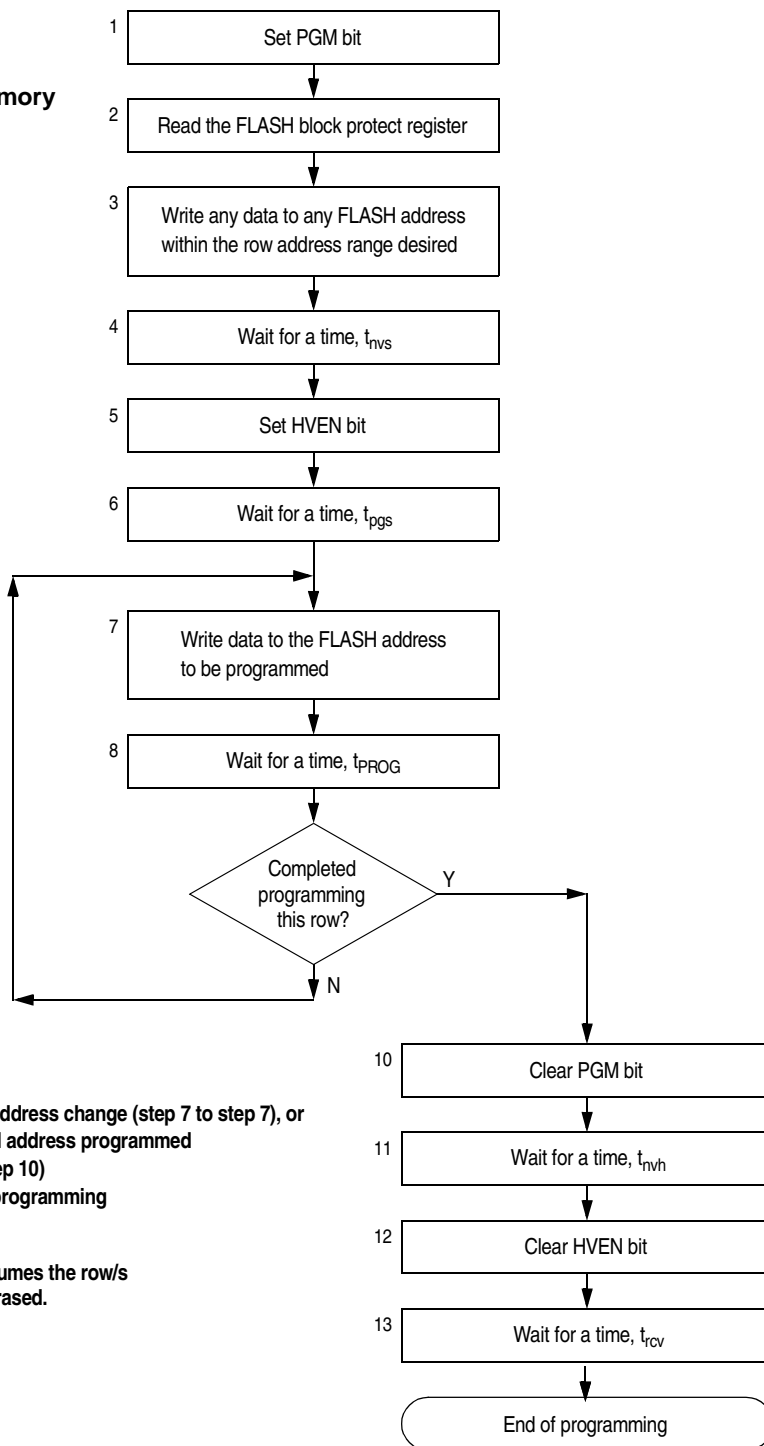 1
Set PGM bit
mory
2
Read the FLASH block protect register
3
Write any data to any FLASH address
within the row address range desired
4
Wait for a time, tnvs
5
Set HVEN bit
6
Wait for a time, tpgs
7
Write data to the FLASH address
to be programmed
8
Wait for a time, tPROG
Completed
programming
this row?
Y
N
10
Clear PGM bit
ddress change (step 7 to step 7), or
address programmed
ep 10)
programming
11
Wait for a time, tnvh
12
Clear HVEN bit
umes the row/s
rased.
13
Wait for a time, trcv
End of programming